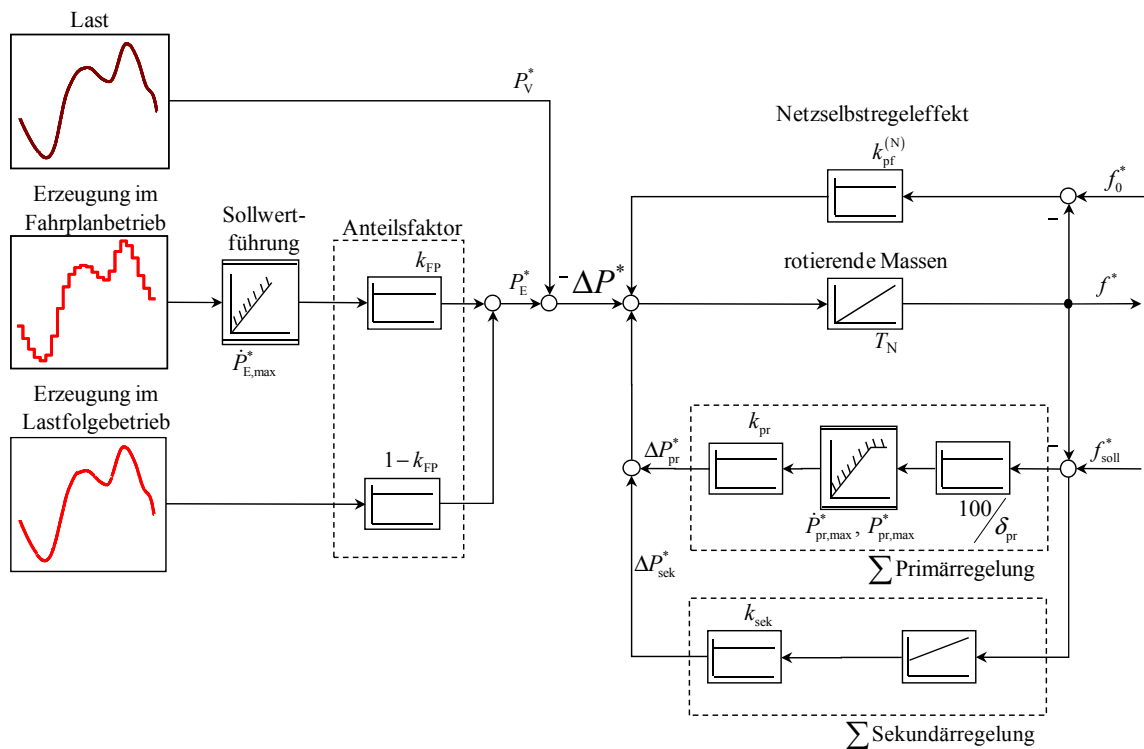 Last
P*V
Erzeugung im
Fahrplanbetrieb
Sollwert-
führung
Ṗ*E,max
Anteilsfaktor
kFP
P*E
− ΔP*
Erzeugung im
Lastfolgebetrieb
1 − kFP
Netzselbstregeleffekt
k(N)pf
f*0
−
rotierende Massen
TN
f*
kpr
ΔP*pr
Ṗ*pr,max , P*pr,max
100/δpr
−
f*soll
∑ Primärregelung
ΔP*sek
ksek
∑ Sekundärregelung